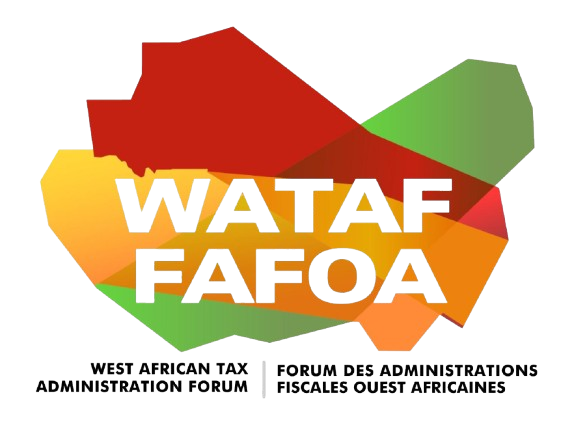 WATAF
FAFOA
WEST AFRICAN TAX
ADMINISTRATION FORUM
FORUM DES ADMINISTRATIONS
FISCALES OUEST AFRICAINES